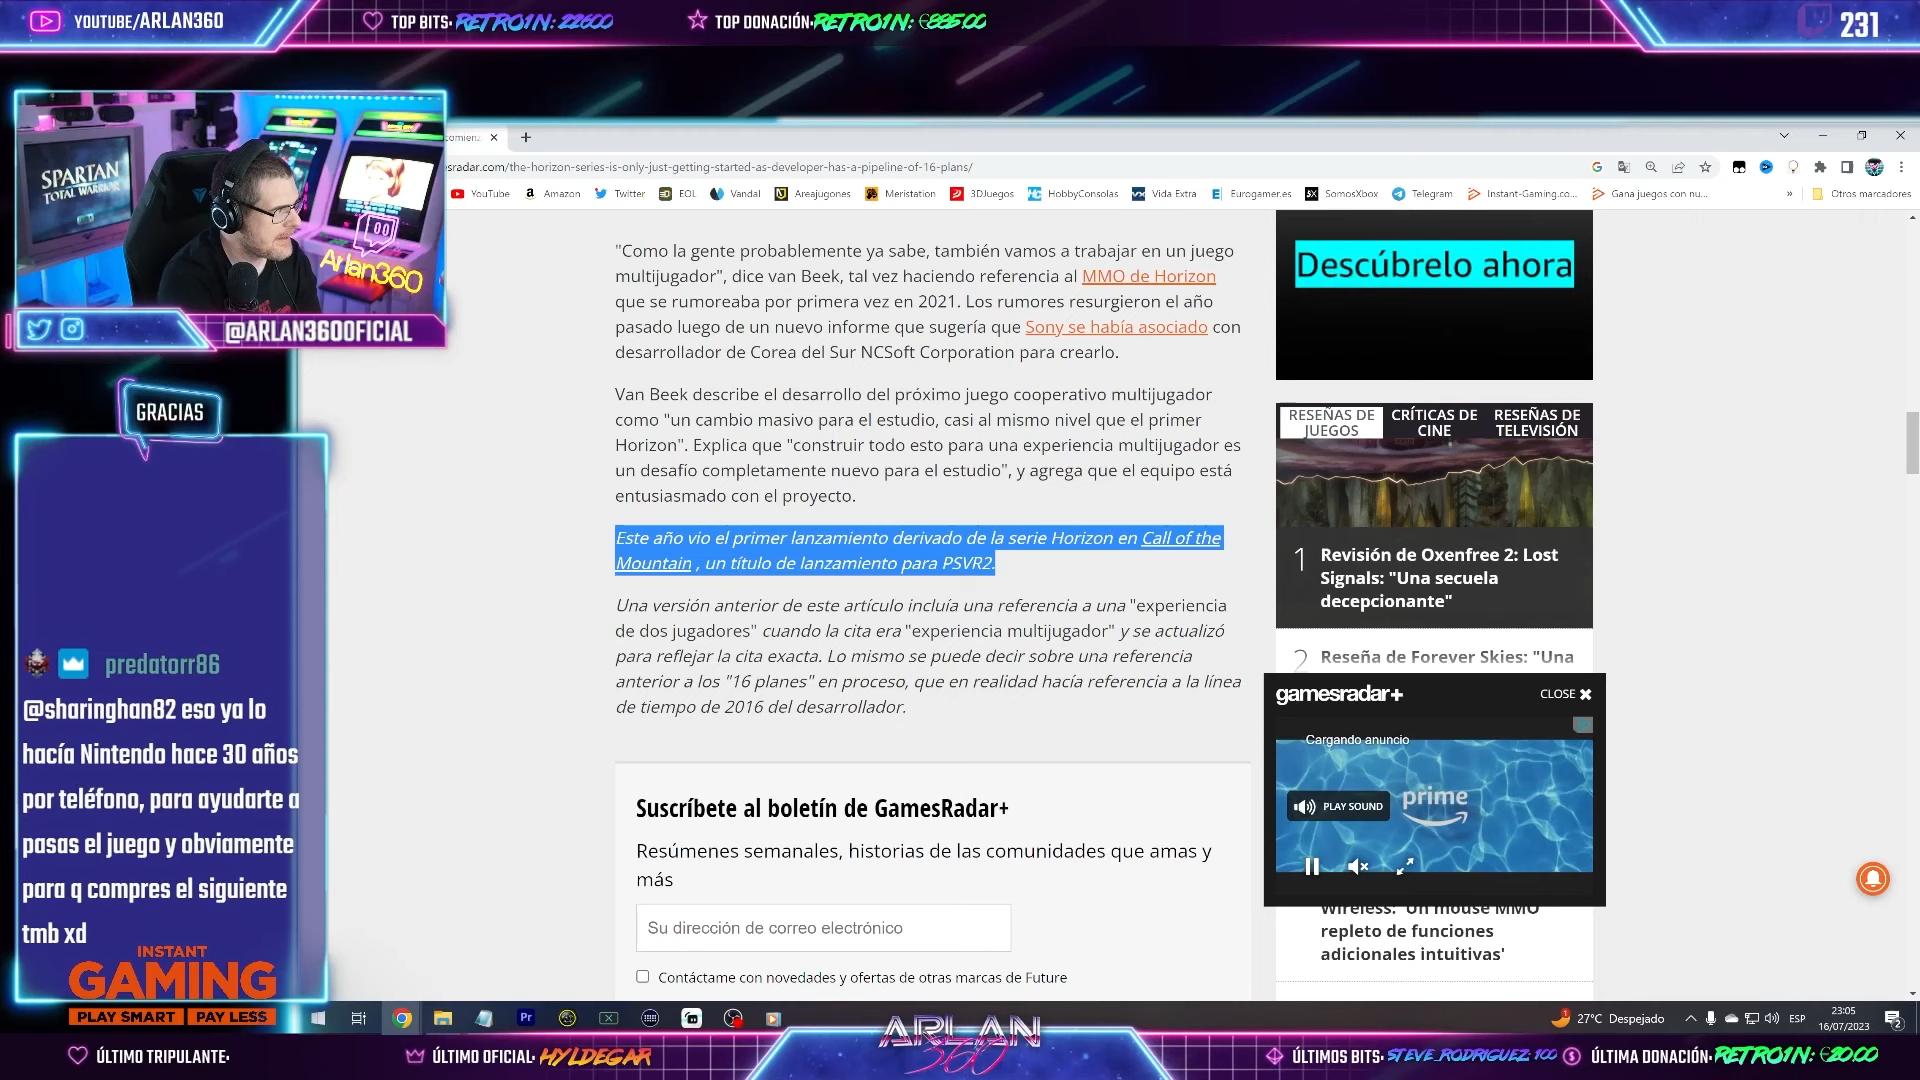 YOUTUBE/ARLAN360
TOP BITS: RETRO1N: 22600
TOP DONACIÓN: RETRO1N: €885.00
231
SPARTAN
TOTAL WARRIOR
Arlan360
@ARLAN360OFICIAL
GRACIAS
predatorr86
@sharinghan82 eso ya lo
hacía Nintendo hace 30 años
por teléfono, para ayudarte a
pasas el juego y obviamente
para q compres el siguiente
tmb xd
INSTANT
GAMING
PLAY SMART PAY LESS
comienz
esradar.com/the-horizon-series-is-only-just-getting-started-as-developer-has-a-pipeline-of-16-plans/
YouTube Amazon Twitter EOL Vandal Areajugones Meristation 3DJuegos HobbyConsolas Vida Extra Eurogamer.es SomosXbox Telegram Instant-Gaming.co... Gana juegos con nu... » Otros marcadores
"Como la gente probablemente ya sabe, también vamos a trabajar en un juego
multijugador", dice van Beek, tal vez haciendo referencia al MMO de Horizon
que se rumoreaba por primera vez en 2021. Los rumores resurgieron el año
pasado luego de un nuevo informe que sugería que Sony se había asociado con
desarrollador de Corea del Sur NCSoft Corporation para crearlo.
Van Beek describe el desarrollo del próximo juego cooperativo multijugador
como "un cambio masivo para el estudio, casi al mismo nivel que el primer
Horizon". Explica que "construir todo esto para una experiencia multijugador es
un desafío completamente nuevo para el estudio", y agrega que el equipo está
entusiasmado con el proyecto.
Este año vio el primer lanzamiento derivado de la serie Horizon en Call of the
Mountain , un título de lanzamiento para PSVR2.
Una versión anterior de este artículo incluía una referencia a una "experiencia
de dos jugadores" cuando la cita era "experiencia multijugador" y se actualizó
para reflejar la cita exacta. Lo mismo se puede decir sobre una referencia
anterior a los "16 planes" en proceso, que en realidad hacía referencia a la línea
de tiempo de 2016 del desarrollador.
Suscríbete al boletín de GamesRadar+
Resúmenes semanales, historias de las comunidades que amas y
más
Su dirección de correo electrónico
Contáctame con novedades y ofertas de otras marcas de Future
Descúbrelo ahora
RESEÑAS DE
JUEGOS
CRÍTICAS DE
CINE
RESEÑAS DE
TELEVISIÓN
1 Revisión de Oxenfree 2: Lost
Signals: "Una secuela
decepcionante"
2 Reseña de Forever Skies: "Una
gamesradar+ CLOSE
Cargando anuncio
PLAY SOUND
prime
Wireless: 'Un mouse MMO
repleto de funciones
adicionales intuitivas'
Pr
27°C Despejado
ESP
23:05
16/07/2023
2
ÚLTIMO TRIPULANTE:
ÚLTIMO OFICIAL: HYLDEGAR
ARLAN
360
ÚLTIMOS BITS: STEVE_RODRIGUEZ 100
ÚLTIMA DONACIÓN: RETRO1N: €20.00